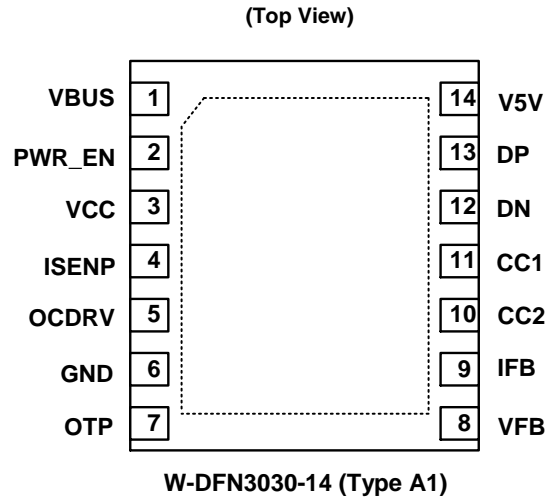 (Top View)
VBUS 1 14 V5V
PWR_EN 2 13 DP
VCC 3 12 DN
ISENP 4 11 CC1
OCDRV 5 10 CC2
GND 6 9 IFB
OTP 7 8 VFB
W-DFN3030-14 (Type A1)